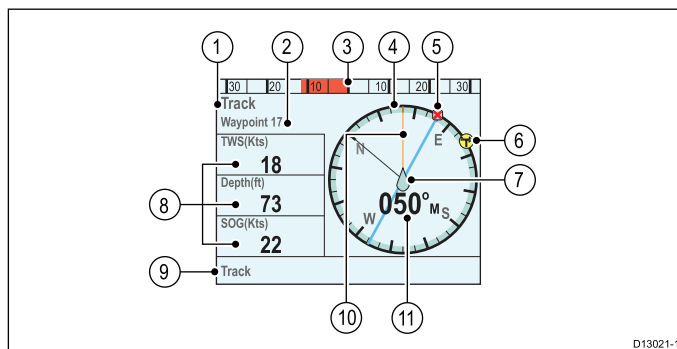 1 2 3 4 5
30 20 10 10 20 30
Track
Waypoint 17
TWS(Kts)
18
Depth(ft)
73
SOG(Kts)
22
Track
N E
W S
T
050°M
6
7
8
9
10 11
D13021-1